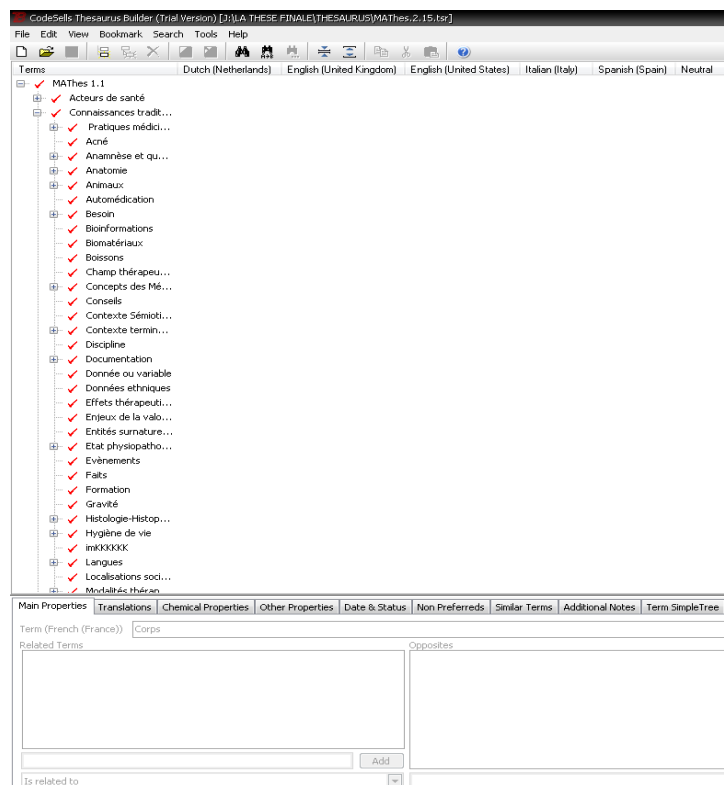 CodeSells Thesaurus Builder (Trial Version) [J:\LA THESE FINALE\THESAURUS\MAThes.2.15.tsr]
File Edit View Bookmark Search Tools Help
Terms Dutch (Netherlands) English (United Kingdom) English (United States) Italian (Italy) Spanish (Spain) Neutral
MAThes 1.1
Acteurs de santé
Connaissances tradit...
Pratiques médici...
Acné
Anamnèse et qu...
Anatomie
Animaux
Automédication
Besoin
Bioinformations
Biomatériaux
Boissons
Champ thérapeu...
Concepts des Mé...
Conseils
Contexte Sémioti...
Contexte termin...
Discipline
Documentation
Donnée ou variable
Données ethniques
Effets thérapeuti...
Enjeux de la valo...
Entités surnature...
Etat physiopatho...
Evènements
Faits
Formation
Gravité
Histologie-Histop...
Hygiène de vie
imKKKKKK
Langues
Localisations soci...
Modalités théran...
Main Properties Translations Chemical Properties Other Properties Date & Status Non Preferreds Similar Terms Additional Notes Term SimpleTree
Term (French (France)) Corps
Related Terms Opposites
Add
Is related to